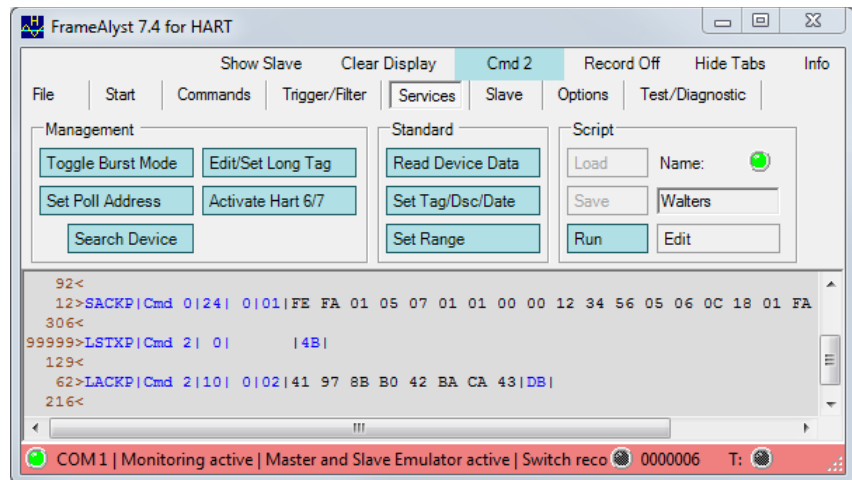 FrameAlyst 7.4 for HART
Show Slave Clear Display Cmd 2 Record Off Hide Tabs Info
File Start Commands Trigger/Filter Services Slave Options Test/Diagnostic
Management Standard Script
Toggle Burst Mode Edit/Set Long Tag Read Device Data Load Name:
Set Poll Address Activate Hart 6/7 Set Tag/Dsc/Date Save Walters
Search Device Set Range Run Edit
92<
12>SACKP|Cmd 0|24| 0|01|FE FA 01 05 07 01 01 00 00 12 34 56 05 06 0C 18 01 FA
306<
99999>LSTXP|Cmd 2| 0| |4B|
129<
62>LACKP|Cmd 2|10| 0|02|41 97 8B B0 42 BA CA 43|DB|
216<
COM1 | Monitoring active | Master and Slave Emulator active | Switch reco 0000006 T: